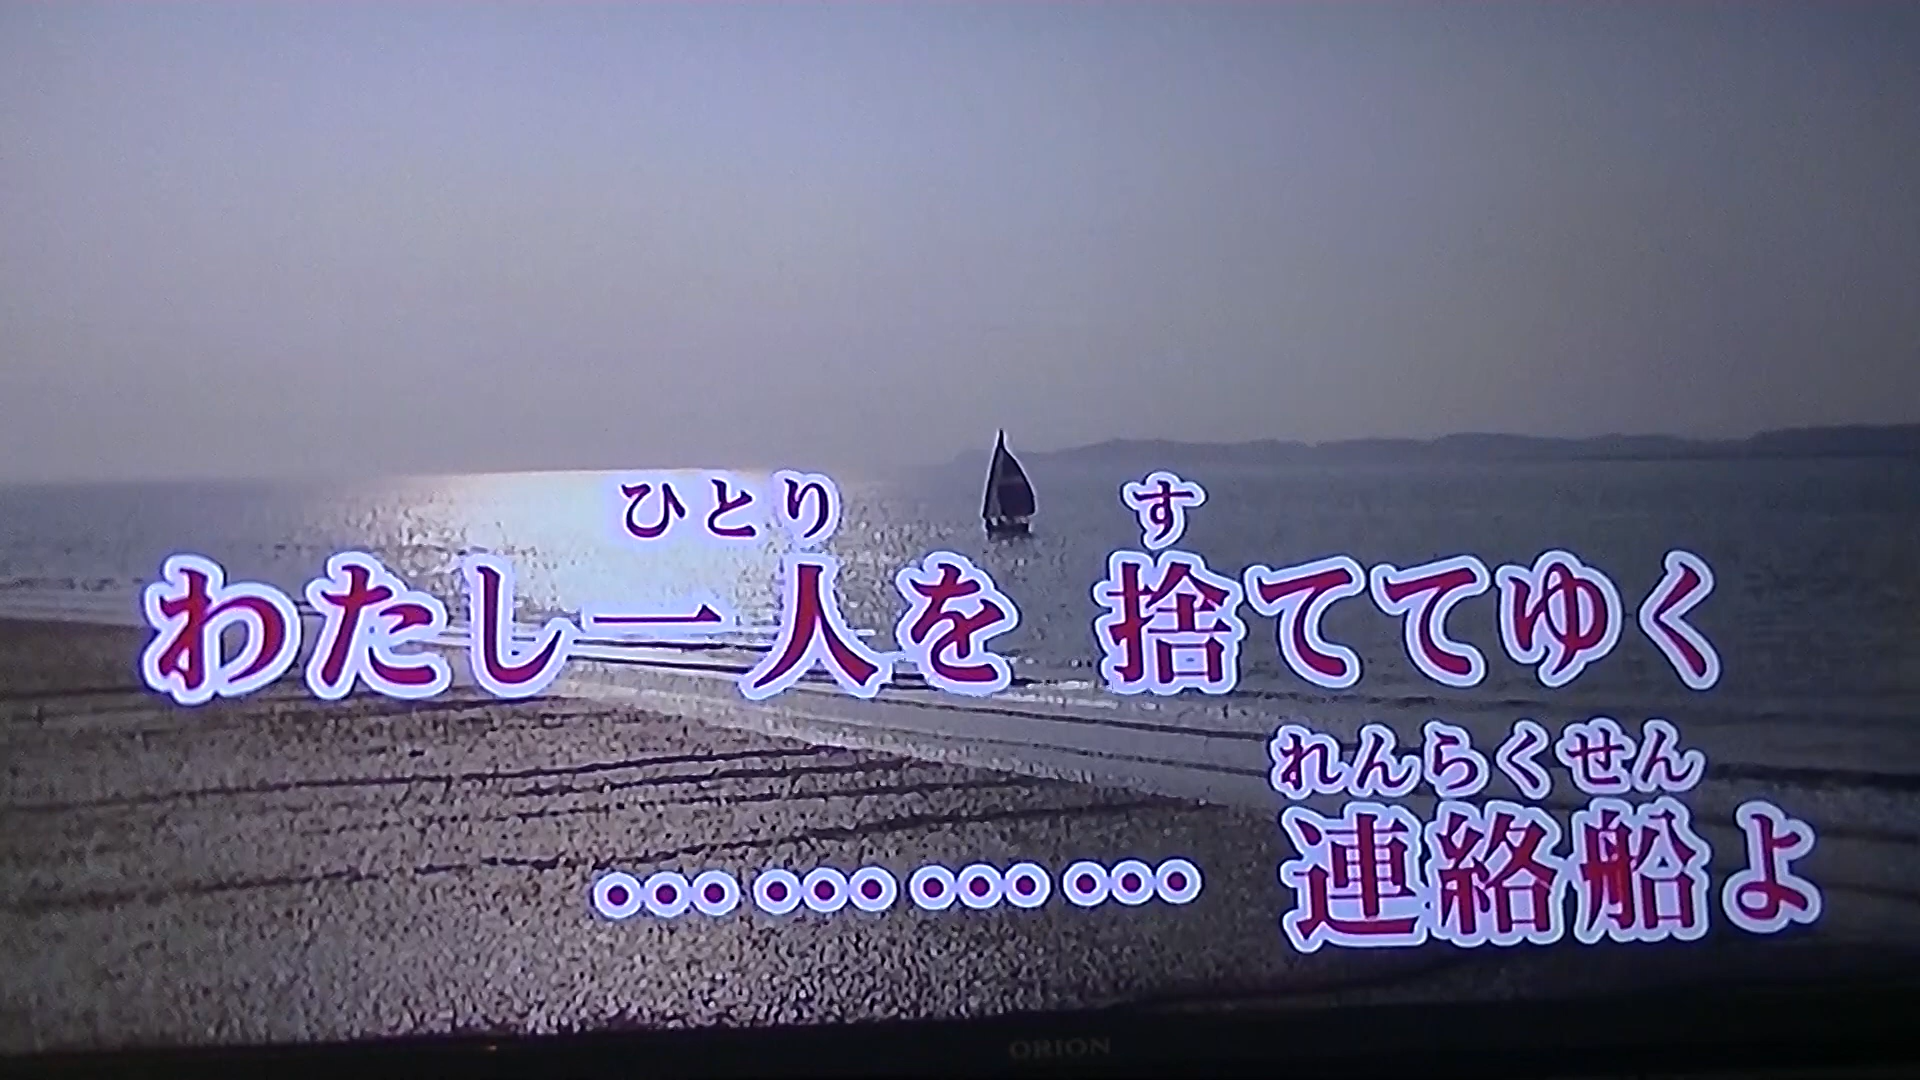 ひとり す
わたし一人を 捨ててゆく
れんらくせん
○○○ ○○○ ○○○ ○○○ 連絡船よ
ORION